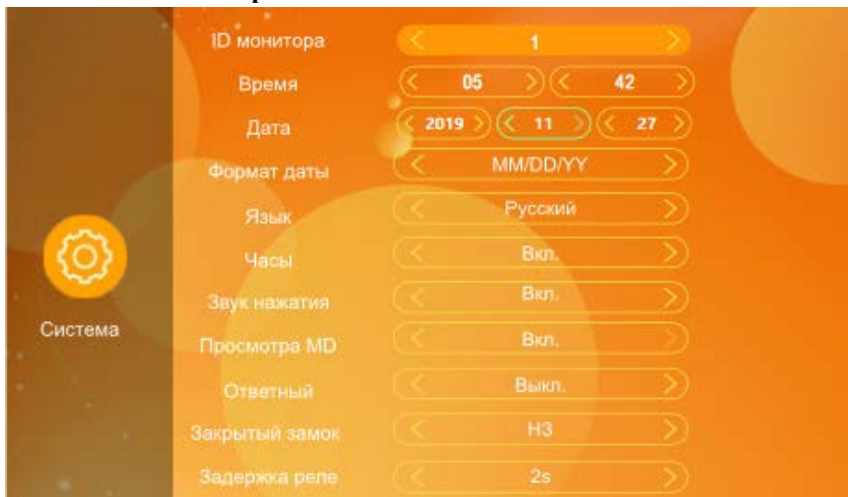 ID монитора < 1 >
Время < 05 > < 42 >
Дата < 2019 > < 11 > < 27 >
Формат даты < MM/DD/YY >
Язык < Русский >
Часы < Вкл. >
Звук нажатия < Вкл. >
Система
Просмотра MD < Вкл. >
Ответный < Выкл. >
Закрытый замок < НЗ >
Задержка реле < 2s >